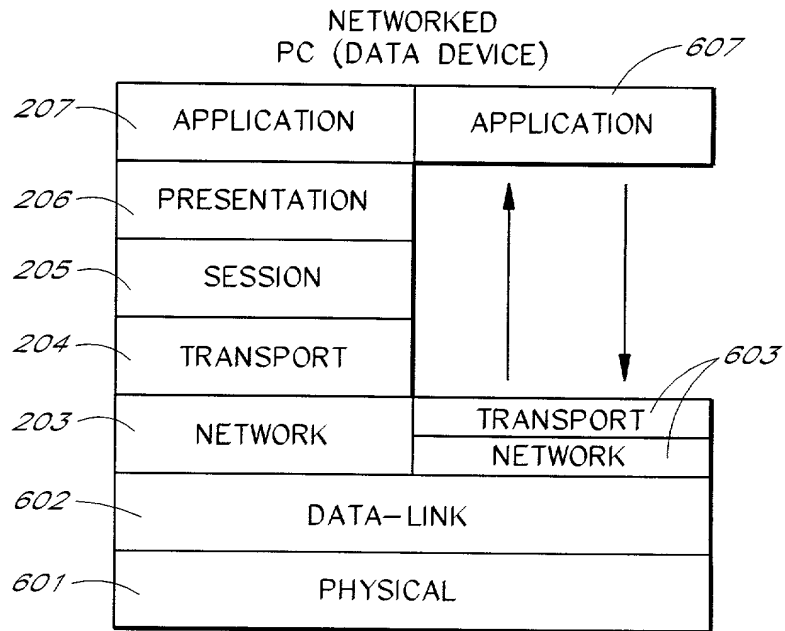 NETWORKED
PC (DATA DEVICE)
607
207
APPLICATION
APPLICATION
206
PRESENTATION
205
SESSION
204
TRANSPORT
603
203
NETWORK
TRANSPORT
NETWORK
602
DATA-LINK
601
PHYSICAL